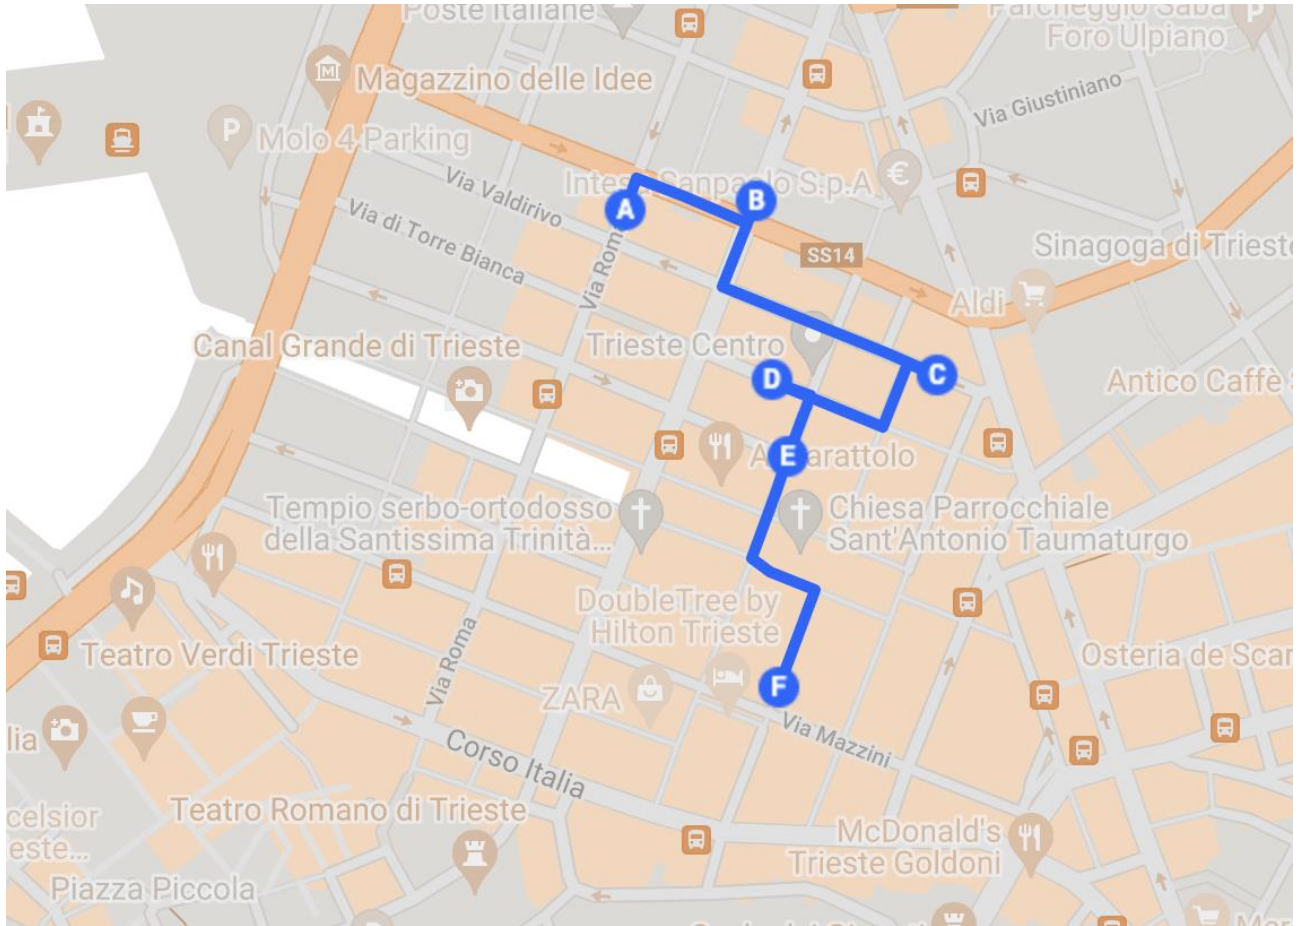 Poste Italiane
Parcheggio Saba
Foro Ulpiano
P
M
Magazzino delle Idee
Via Giustiniano
P
Molo 4 Parking
Via Valdirivo
Intesa Sanpaolo S.p.A
€
A
B
Via di Torre Bianca
Via Roma
SS14
Sinagoga di Trieste
Aldi
Canal Grande di Trieste
Trieste Centro
D
C
Antico Caffè
E
Tempio serbo-ortodosso
della Santissima Trinità...
Chiesa Parrocchiale
Sant'Antonio Taumaturgo
DoubleTree by
Hilton Trieste
Teatro Verdi Trieste
Via Roma
Osteria de Scar
ZARA
F
lia
Via Mazzini
Corso Italia
celsior
este...
Teatro Romano di Trieste
McDonald's
Trieste Goldoni
Piazza Piccola